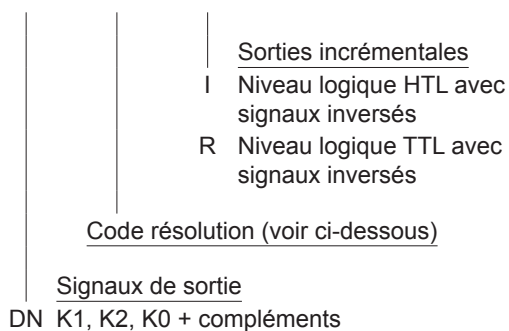 Sorties incrémentales
I Niveau logique HTL avec
signaux inversés
R Niveau logique TTL avec
signaux inversés
Code résolution (voir ci-dessous)
Signaux de sortie
DN K1, K2, K0 + compléments